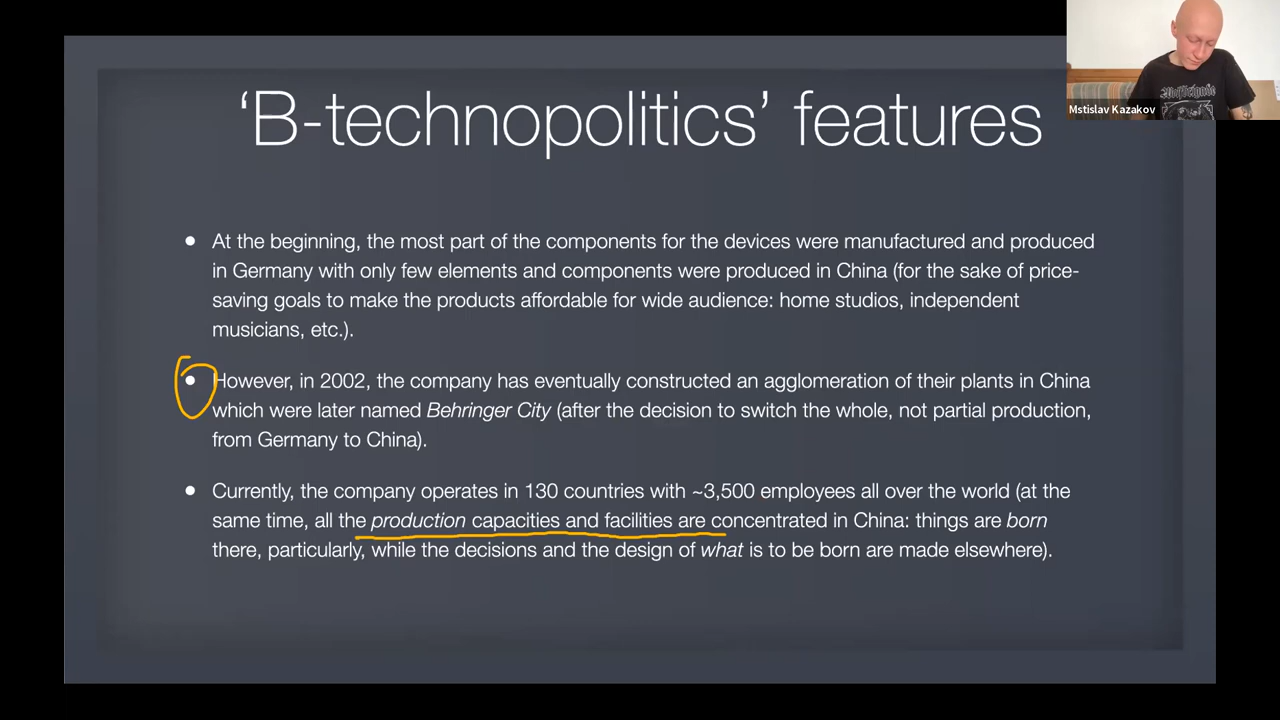 ‘B-technopolitics’ features
Mstislav Kazakov
At the beginning, the most part of the components for the devices were manufactured and produced
in Germany with only few elements and components were produced in China (for the sake of price-
saving goals to make the products affordable for wide audience: home studios, independent
musicians, etc.).
However, in 2002, the company has eventually constructed an agglomeration of their plants in China
which were later named Behringer City (after the decision to switch the whole, not partial production,
from Germany to China).
Currently, the company operates in 130 countries with ~3,500 employees all over the world (at the
same time, all the production capacities and facilities are concentrated in China: things are born
there, particularly, while the decisions and the design of what is to be born are made elsewhere).